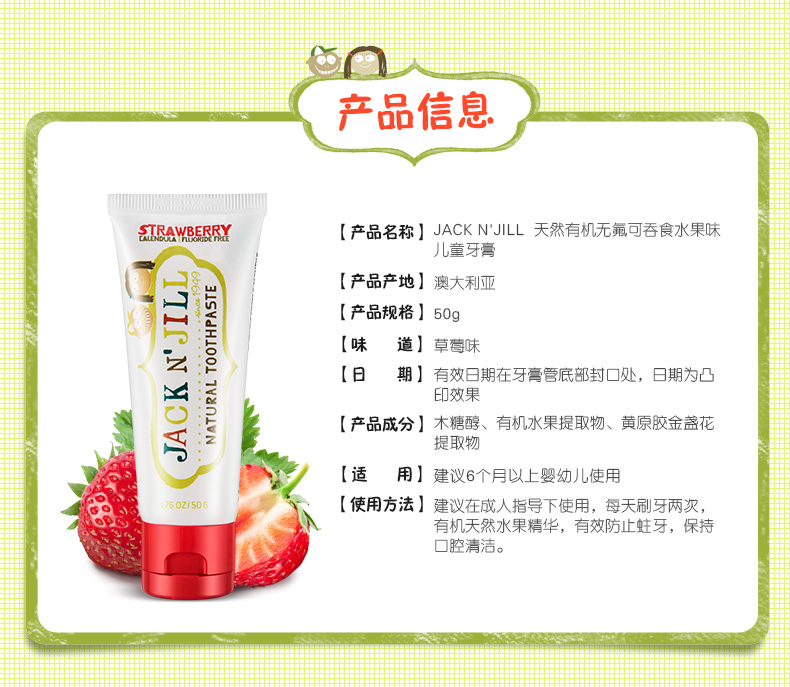 产品信息
STRAWBERRY
CALENDULA | FLUORIDE FREE
JACK N'JILL
since 1949
NATURAL TOOTHPASTE
1.76 OZ/50 G
【产品名称】JACK N'JILL 天然有机无氟可吞食水果味
儿童牙膏
【产品产地】澳大利亚
【产品规格】50g
【味 道】草莓味
【日 期】有效日期在牙膏管底部封口处，日期为凸
印效果
【产品成分】木糖醇、有机水果提取物、黄原胶金盏花
提取物
【适 用】建议6个月以上婴幼儿使用
【使用方法】建议在成人指导下使用，每天刷牙两次，
有机天然水果精华，有效防止蛀牙，保持
口腔清洁。